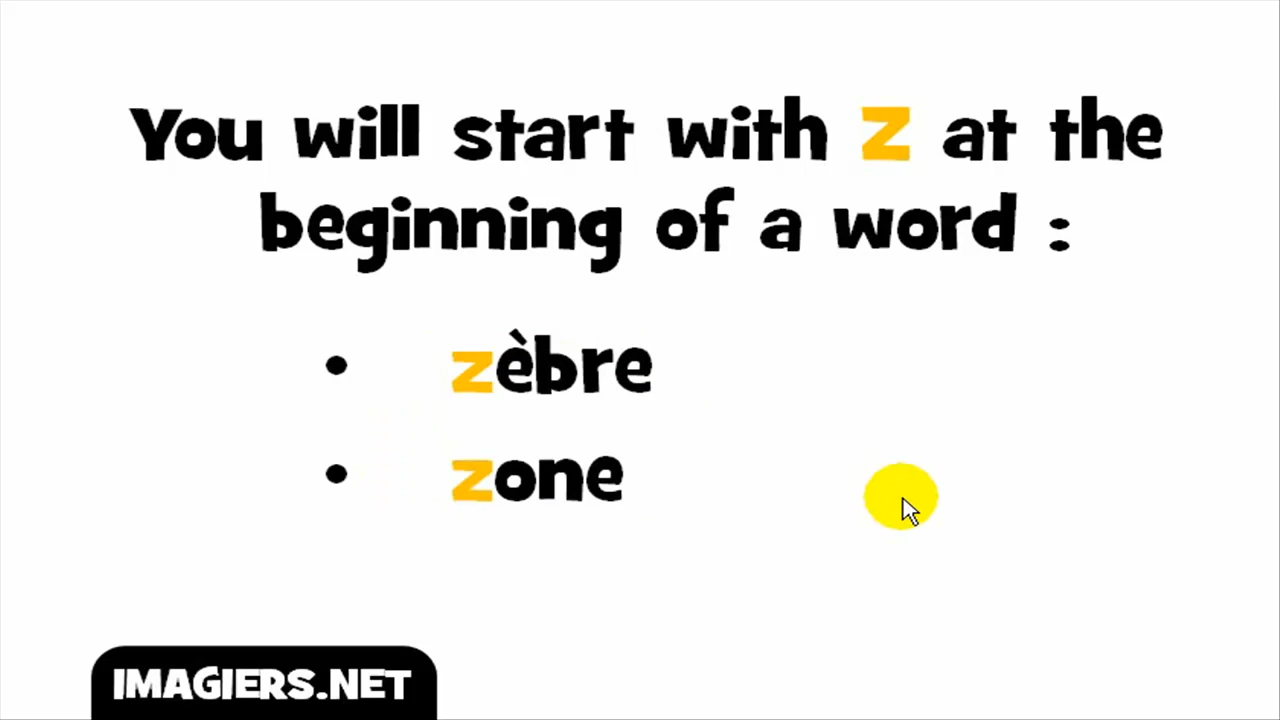 You will start with z at the
beginning of a word :
• zèbre
• zone
IMAGIERS.NET